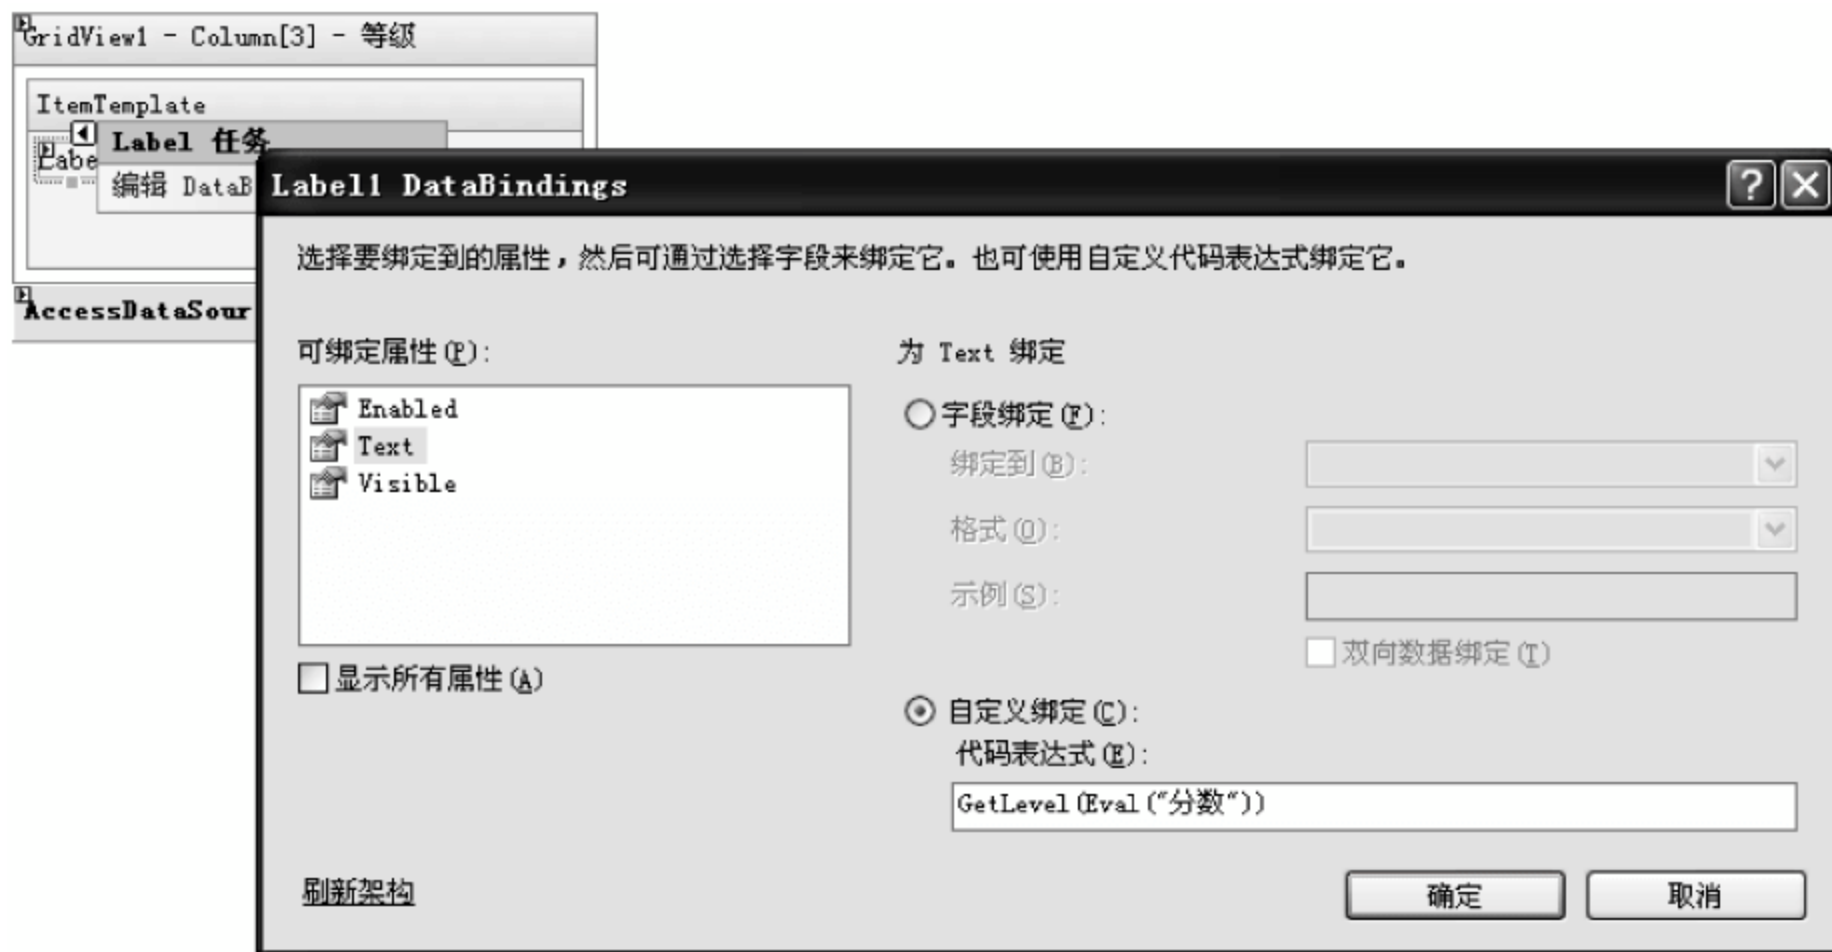 GridView1 - Column[3] - 等级
ItemTemplate
Label 任务
Labe
编辑 DataB
AccessDataSour
Label1 DataBindings
选择要绑定到的属性，然后可通过选择字段来绑定它。也可使用自定义代码表达式绑定它。
可绑定属性(P):
Enabled
Text
Visible
显示所有属性(A)
为 Text 绑定
字段绑定(F):
绑定到(B):
格式(O):
示例(S):
双向数据绑定(T)
自定义绑定(C):
代码表达式(E):
GetLevel(Eval("分数"))
刷新架构
确定
取消